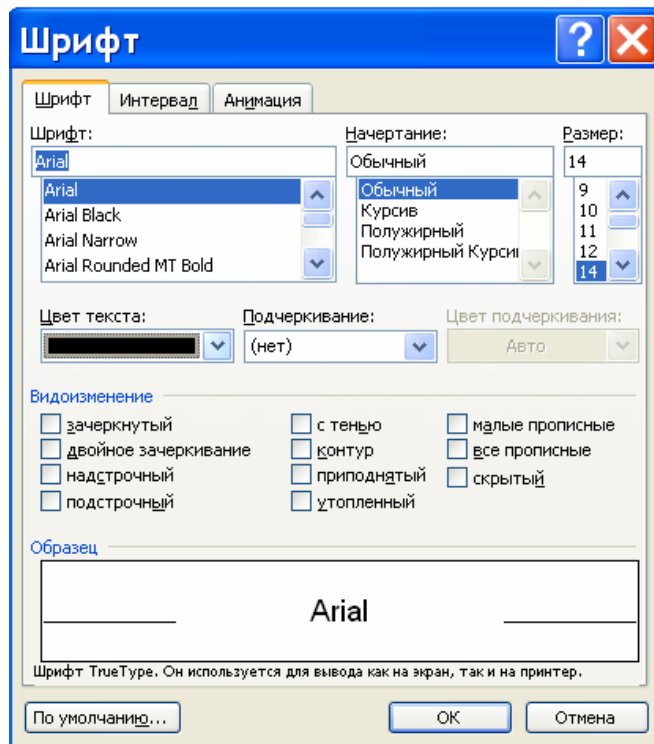 Шрифт
Шрифт Интервал Анимация
Шрифт: Начертание: Размер:
Arial Обычный 14
Arial Обычный 9
Arial Black Курсив 10
Arial Narrow Полужирный 11
Arial Rounded MT Bold Полужирный Курси 12
14
Цвет текста: Подчеркивание: Цвет подчеркивания:
(нет) Авто
Видоизменение
зачеркнутый с тенью малые прописные
двойное зачеркивание контур все прописные
надстрочный приподнятый скрытый
подстрочный утопленный
Образец
Arial
Шрифт TrueType. Он используется для вывода как на экран, так и на принтер.
По умолчанию... ОК Отмена